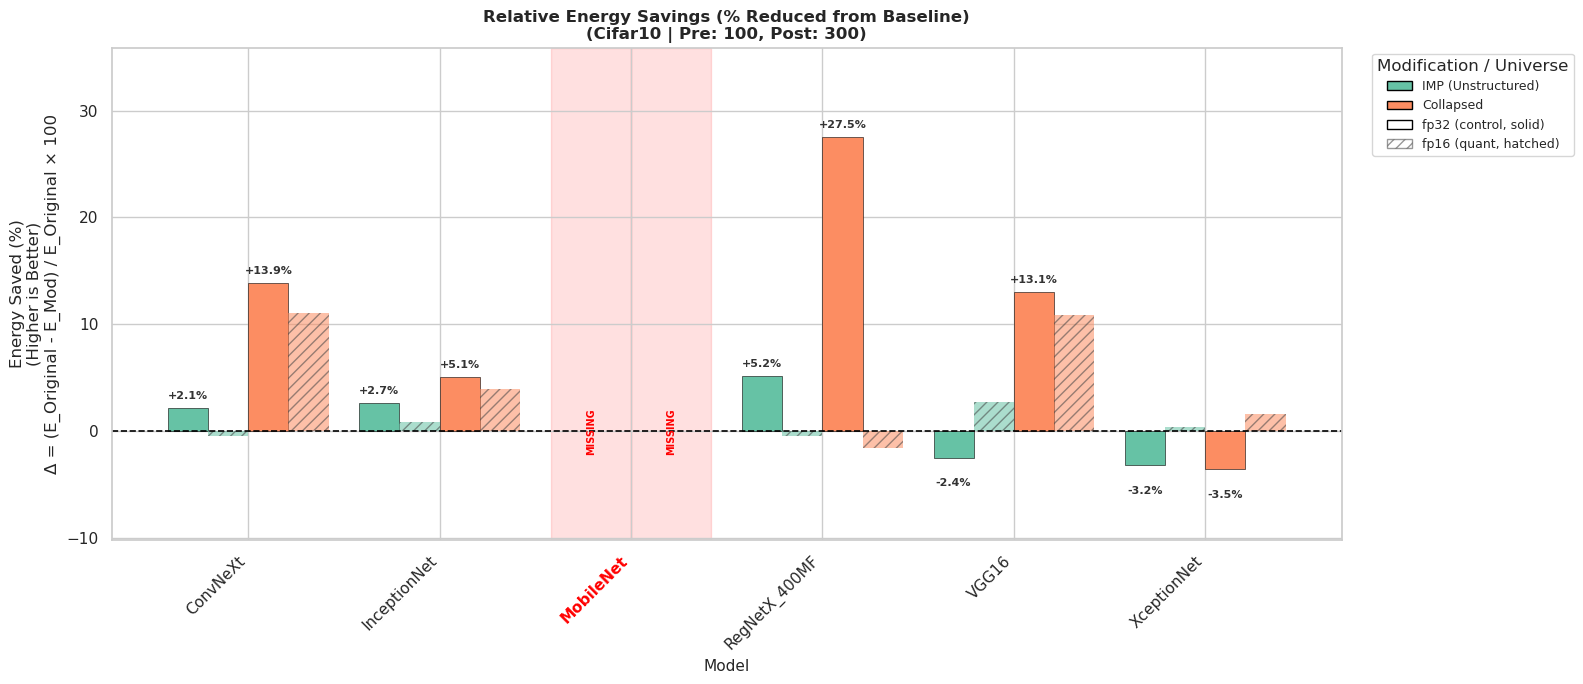 Relative Energy Savings (% Reduced from Baseline)
(Cifar10 | Pre: 100, Post: 300)
Energy Saved (%)
(Higher is Better)
Δ = (E_Original - E_Mod) / E_Original × 100
30
20
10
0
−10
+2.1%
+13.9%
+2.7%
+5.1%
MISSING
MISSING
+5.2%
+27.5%
-2.4%
+13.1%
-3.2%
-3.5%
ConvNeXt
InceptionNet
MobileNet
RegNetX_400MF
VGG16
XceptionNet
Model
Modification / Universe
IMP (Unstructured)
Collapsed
fp32 (control, solid)
fp16 (quant, hatched)